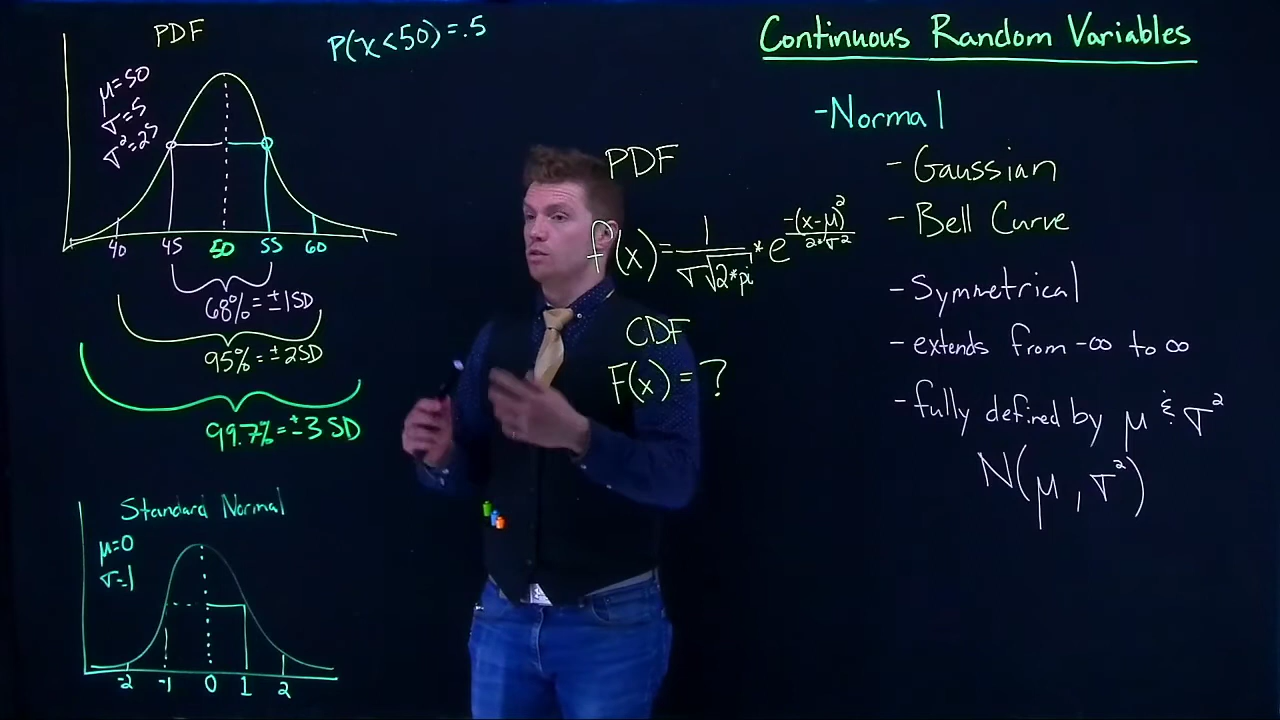 PDF
P(x<50)=.5
Continuous Random Variables
μ=50
σ=5
σ²=25
40 45 50 55 60
68%=±1SD
95%=±2SD
99.7%=±3SD
Standard Normal
μ=0
σ=1
-2 -1 0 1 2
PDF
f(x)=1/σ√2*pi * e^-(x-μ)²/2*σ²
CDF
F(x)=?
-Normal
-Gaussian
-Bell Curve
-Symmetrical
-extends from -∞ to ∞
-fully defined by μ & σ²
N(μ,σ²)